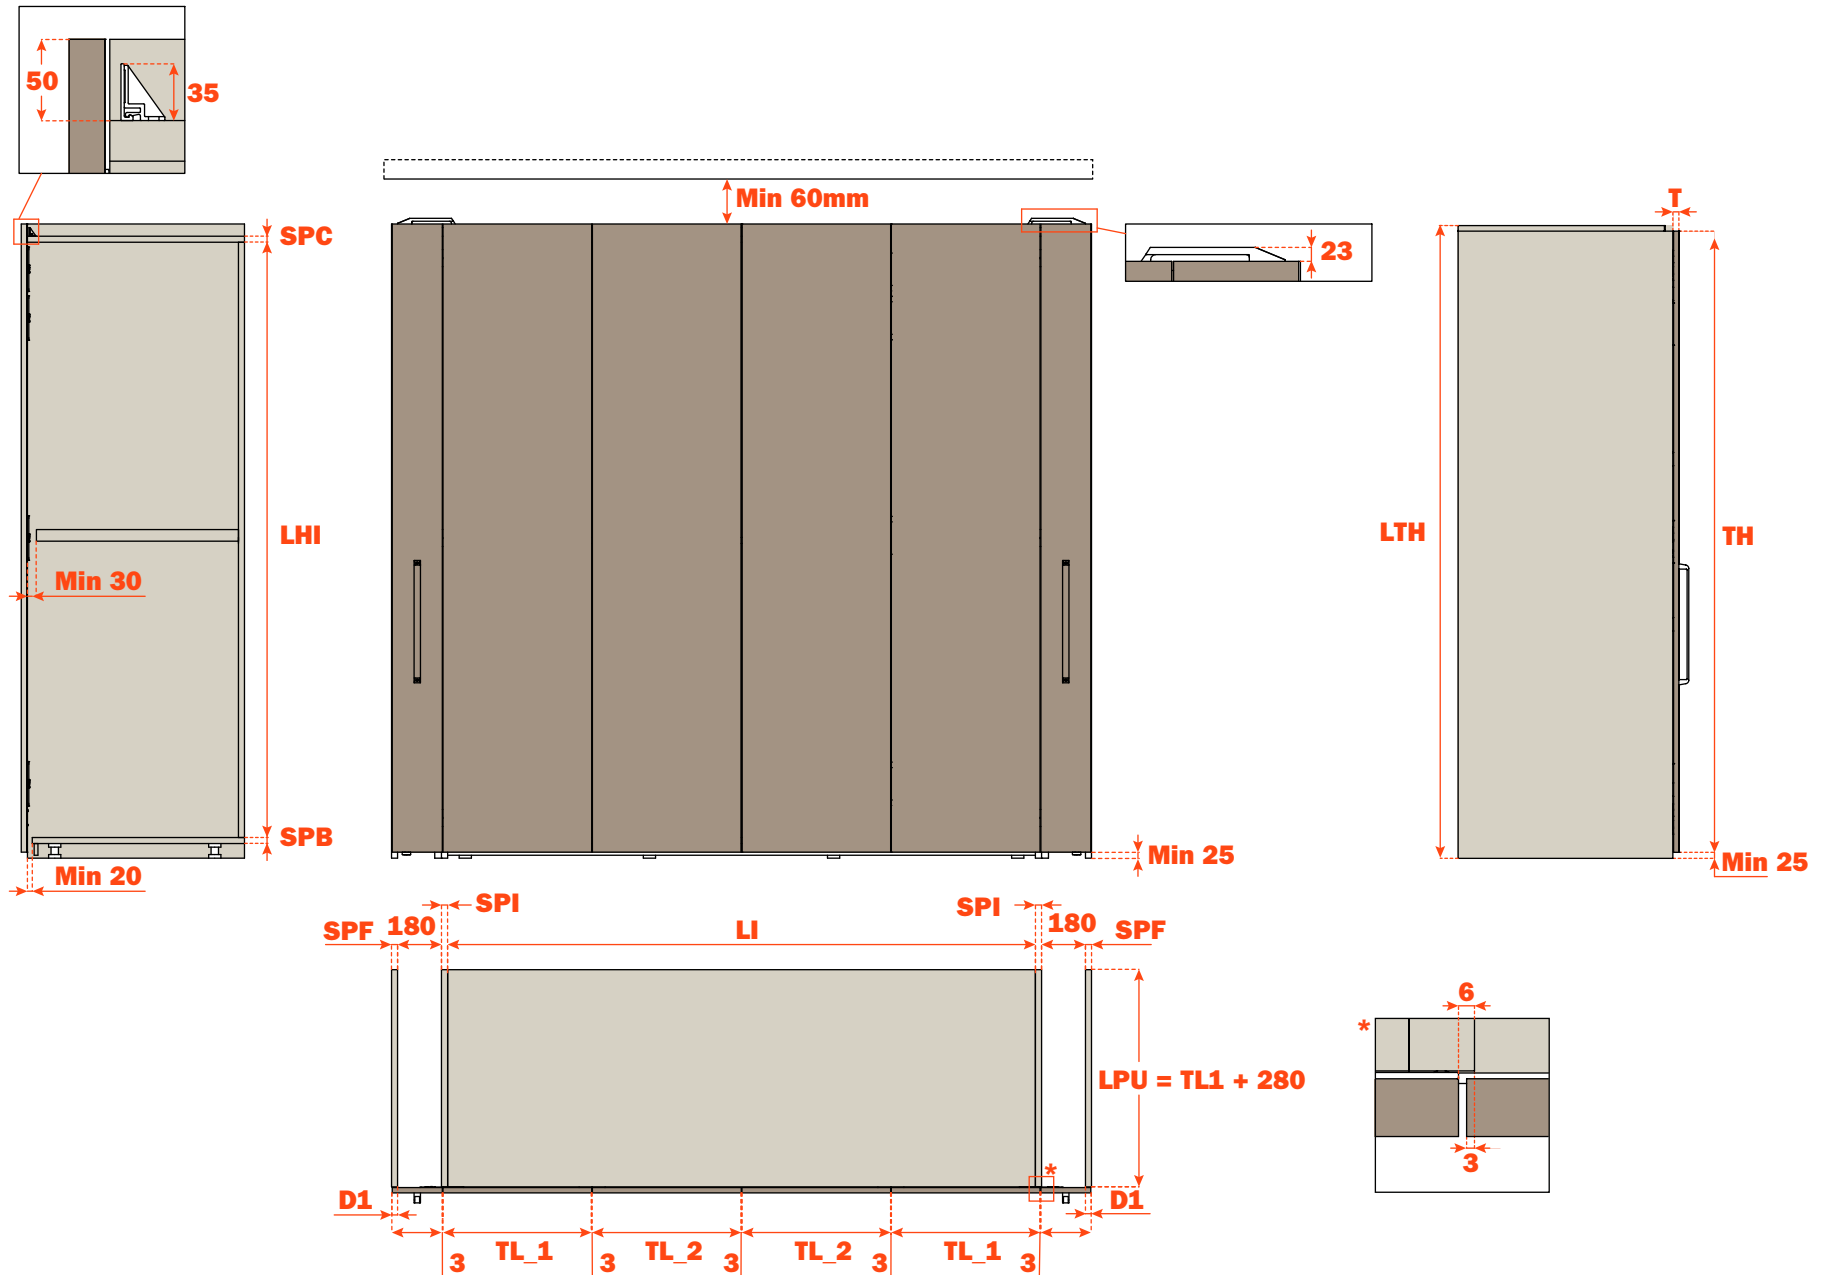 50
35
Min 60mm
SPC
23
T
LHI
LTH
TH
Min 30
SPB
Min 20
Min 25
Min 25
SPI
SPI
SPF
180
LI
180
SPF
LPU = TL1 + 280
*
6
*
3
D1
D1
TL_1
TL_2
TL_2
TL_1
3
3
3
3
3